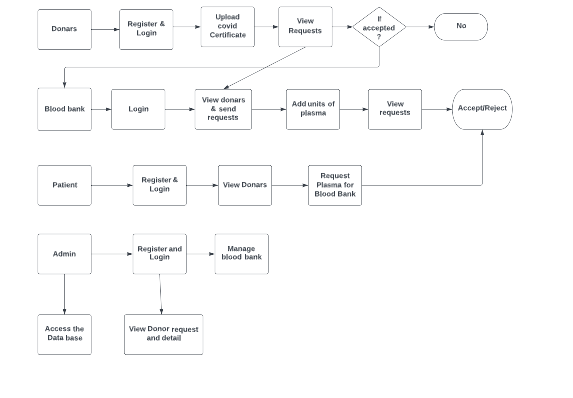 Donars
Register &
Login
Upload
covid
Certificate
View
Requests
If
accepted
?
No
Blood bank
Login
View donars
& send
requests
Add units of
plasma
View
requests
Accept/Reject
Patient
Register &
Login
View Donars
Request
Plasma for
Blood Bank
Admin
Register and
Login
Manage
blood bank
Access the
Data base
View Donor request
and detail